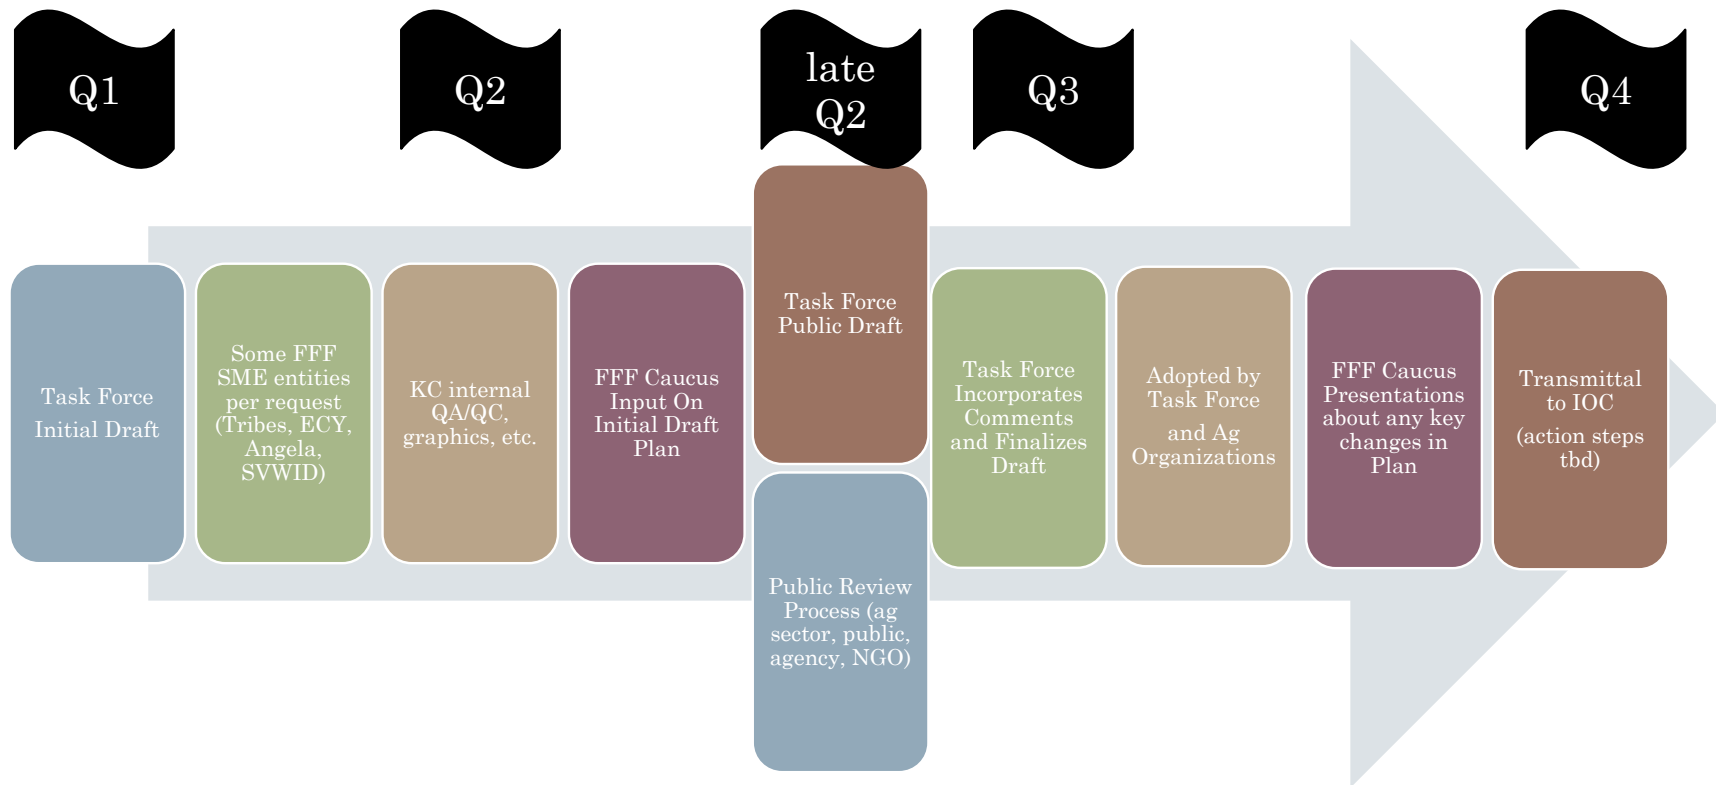 Q1
Q2
late
Q2
Q3
Q4
Task Force
Initial Draft
Some FFF
SME entities
per request
(Tribes, ECY,
Angela,
SVWID)
KC internal
QA/QC,
graphics, etc.
FFF Caucus
Input On
Initial Draft
Plan
Task Force
Public Draft
Public Review
Process (ag
sector, public,
agency, NGO)
Task Force
Incorporates
Comments
and Finalizes
Draft
Adopted by
Task Force
and Ag
Organizations
FFF Caucus
Presentations
about any key
changes in
Plan
Transmittal
to IOC
(action steps
tbd)